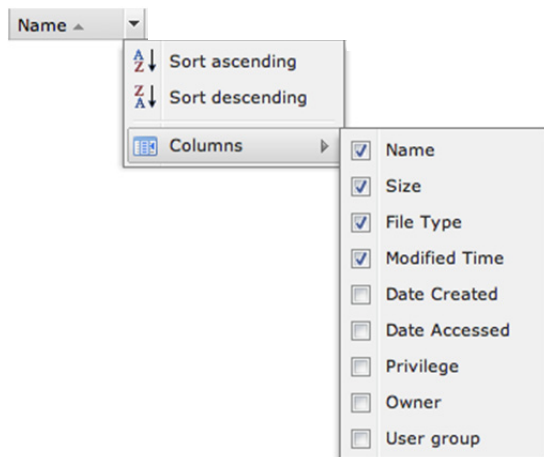 Name
Sort ascending
Sort descending
Columns
Name
Size
File Type
Modified Time
Date Created
Date Accessed
Privilege
Owner
User group